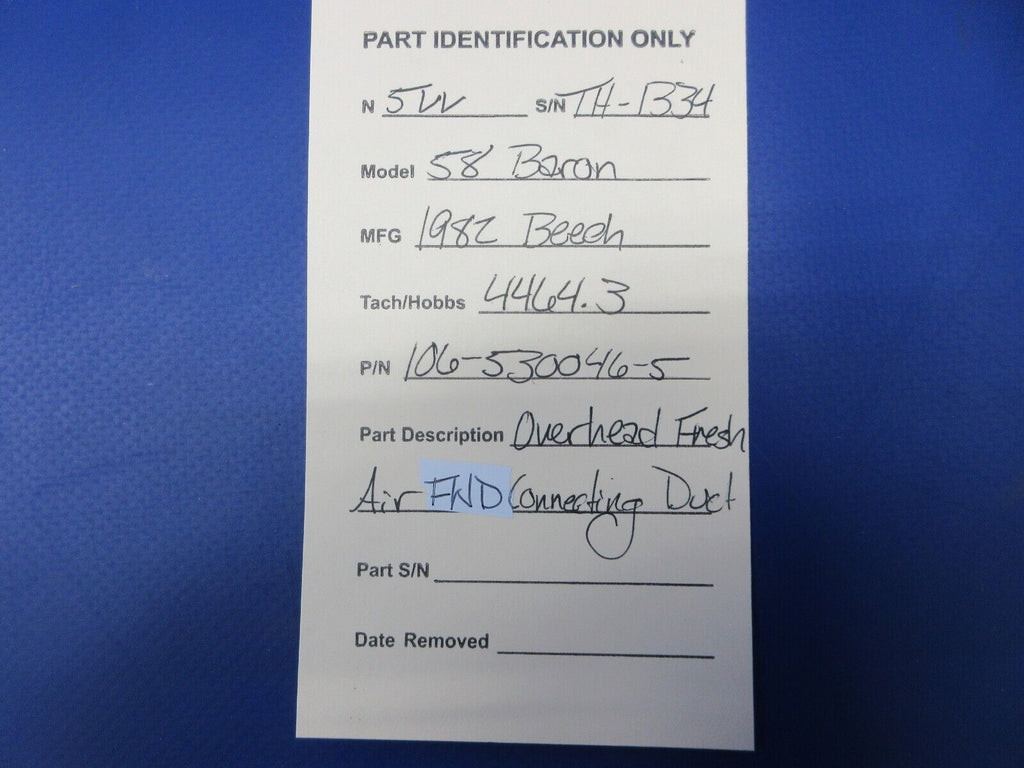 PART IDENTIFICATION ONLY
N 5VV S/N TH-1334
Model 58 Baron
MFG 1982 Beech
Tach/Hobbs 4464.3
P/N 106-530046-5
Part Description Overhead Fresh
Air FWD Connecting Duct
Part S/N
Date Removed